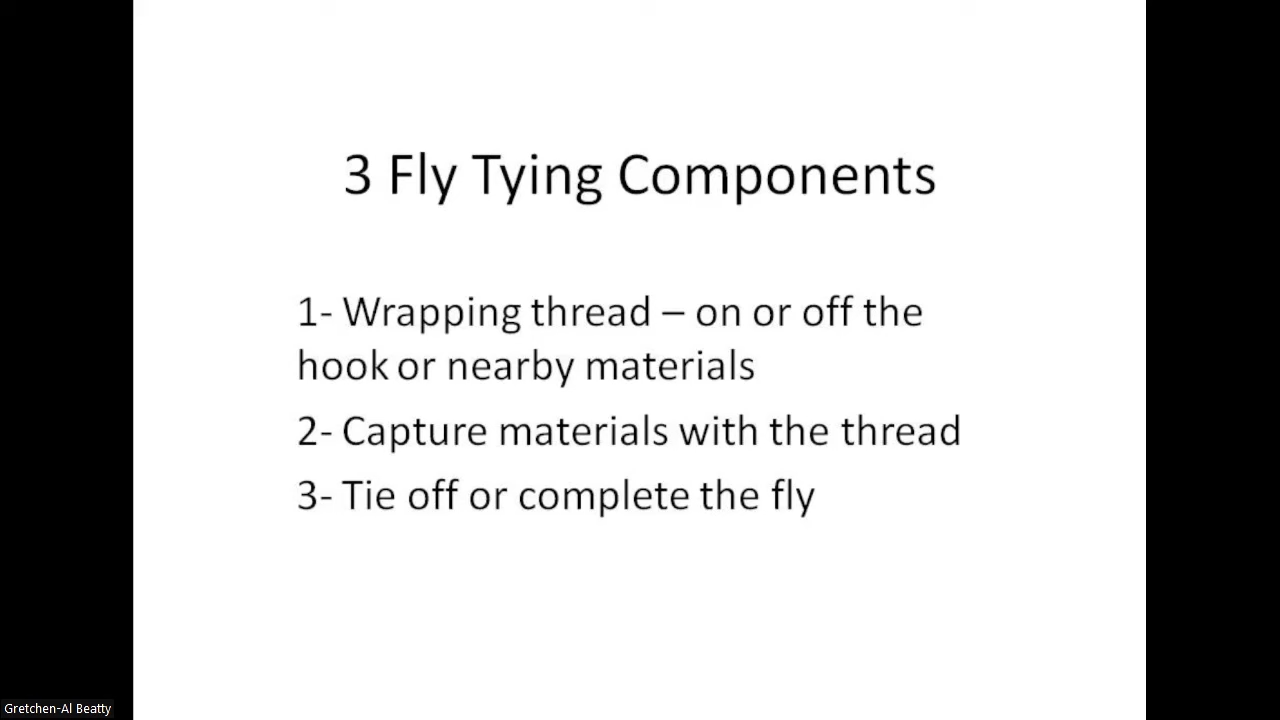 3 Fly Tying Components
1- Wrapping thread – on or off the
hook or nearby materials
2- Capture materials with the thread
3- Tie off or complete the fly
Gretchen-Al Beatty